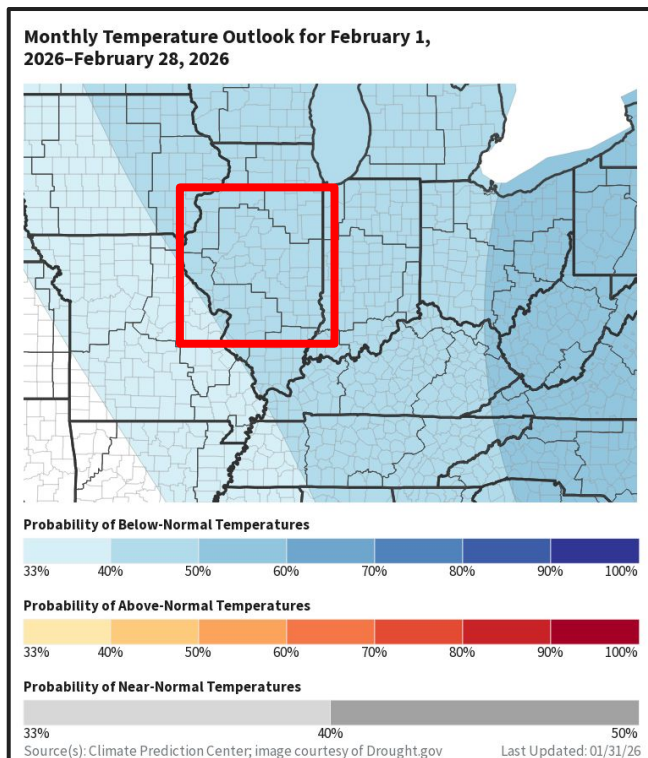 Monthly Temperature Outlook for February 1,
2026–February 28, 2026
Probability of Below-Normal Temperatures
33% 40% 50% 60% 70% 80% 90% 100%
Probability of Above-Normal Temperatures
33% 40% 50% 60% 70% 80% 90% 100%
Probability of Near-Normal Temperatures
33% 40% 50%
Source(s): Climate Prediction Center; image courtesy of Drought.gov Last Updated: 01/31/26